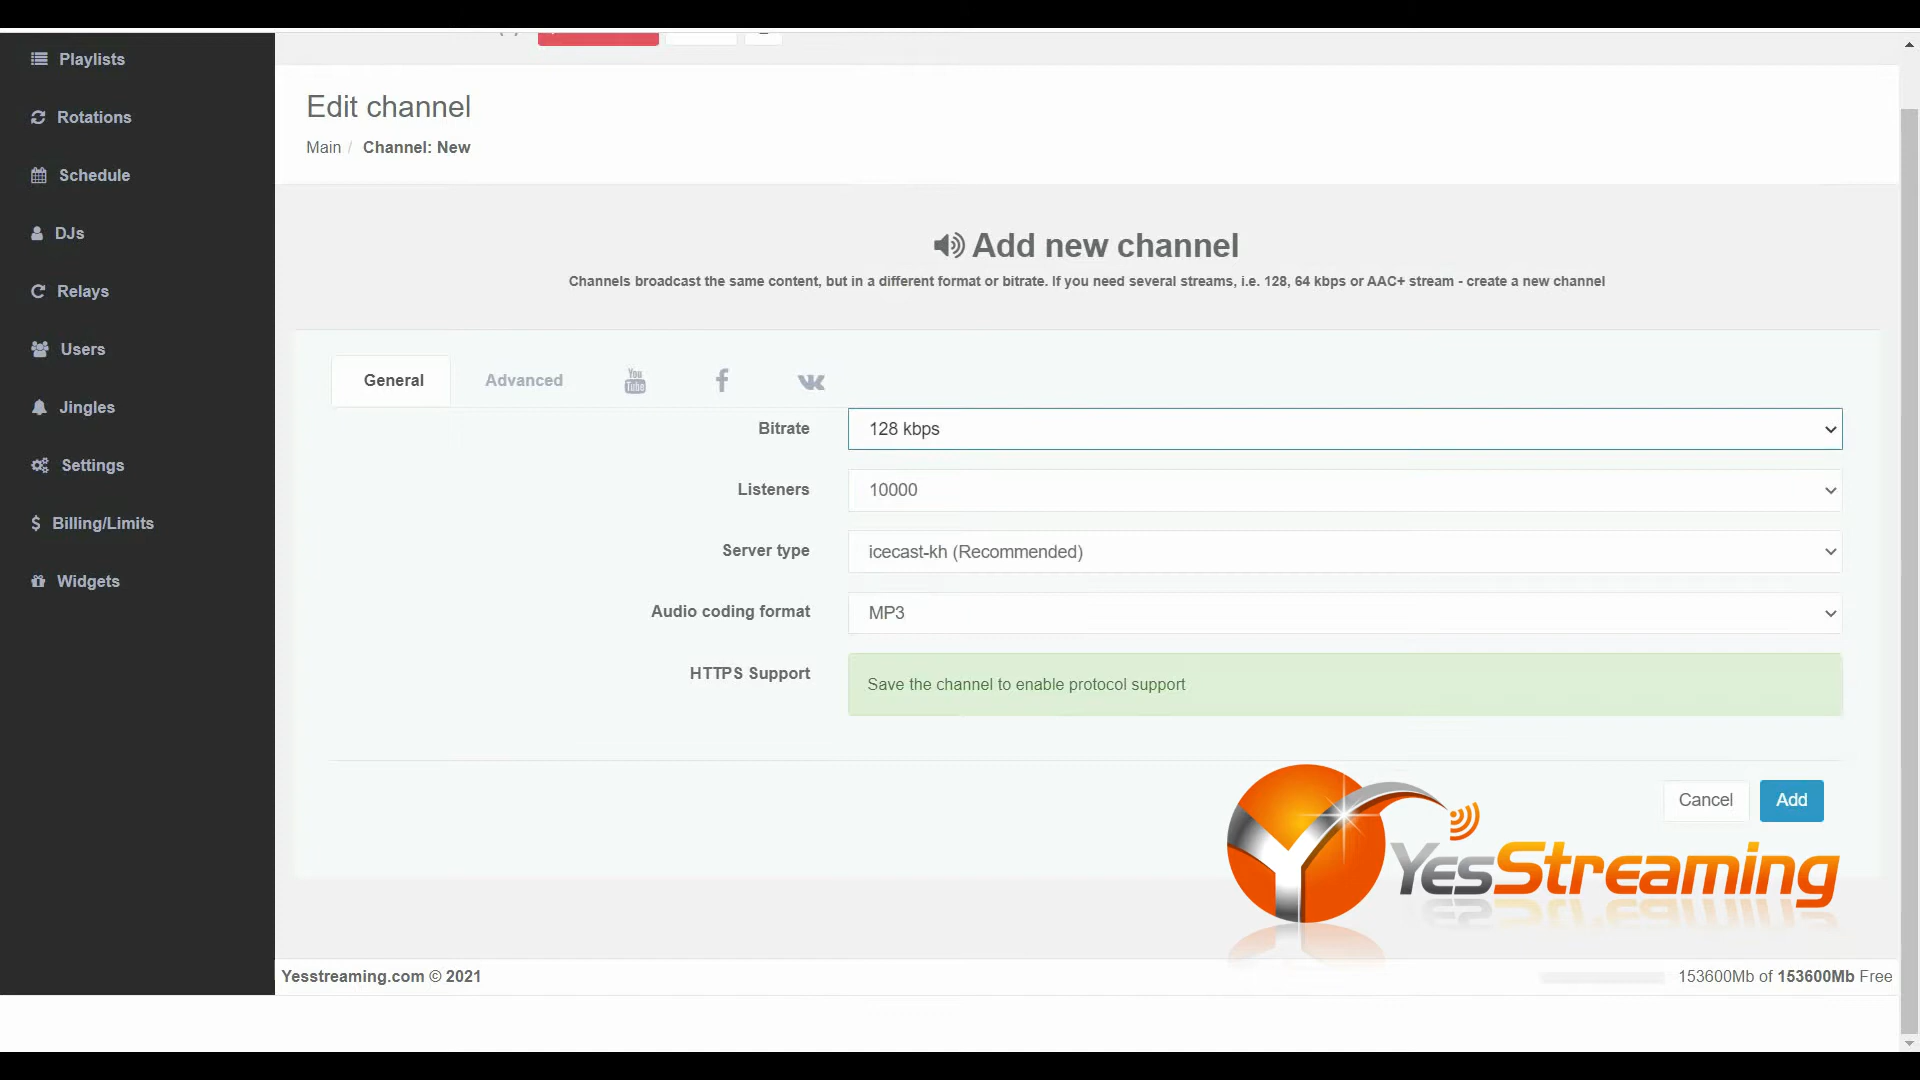 Playlists
Rotations
Schedule
DJs
Relays
Users
Jingles
Settings
Billing/Limits
Widgets
Edit channel
Main / Channel: New
Add new channel
Channels broadcast the same content, but in a different format or bitrate. If you need several streams, i.e. 128, 64 kbps or AAC+ stream - create a new channel
General
Advanced
You
Tube
Bitrate
128 kbps
Listeners
10000
Server type
icecast-kh (Recommended)
Audio coding format
MP3
HTTPS Support
Save the channel to enable protocol support
Cancel
Add
YesStreaming
Yesstreaming.com © 2021
153600Mb of 153600Mb Free